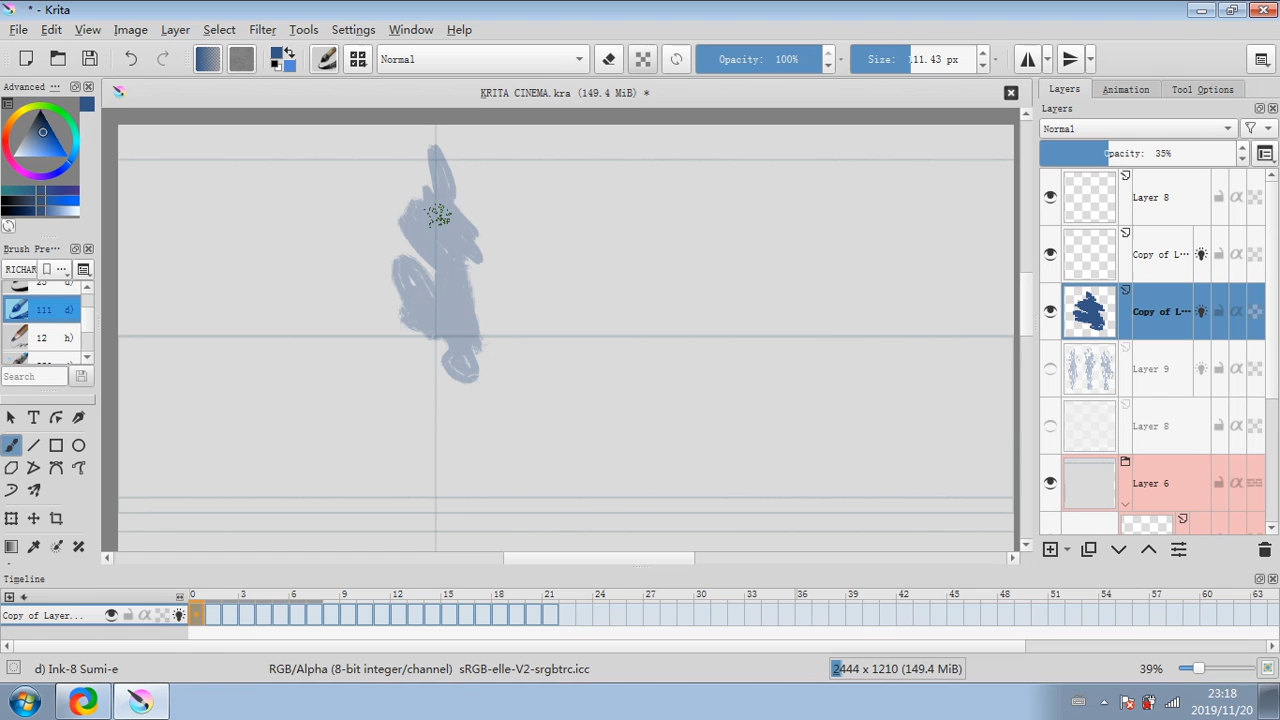 * - Krita
File Edit View Image Layer Select Filter Tools Settings Window Help
Normal
Opacity: 100%
Size: 111.43 px
Advanced ...
KRITA CINEMA.kra (149.4 MiB) *
Layers Animation Tool Options
Layers
Normal
Opacity: 35%
Layer 8
Copy of L...
Copy of L...
Layer 9
Layer 8
Layer 6
Brush Pre...
RICHAR
111 d)
12 h)
Search
Timeline
0 3 6 9 12 15 18 21 24 27 30 33 36 39 42 45 48 51 54 57 60 63
Copy of Layer...
d) Ink-8 Sumi-e
RGB/Alpha (8-bit integer/channel) sRGB-elle-V2-srgbtrc.icc
2444 x 1210 (149.4 MiB)
39%
23:18
2019/11/20